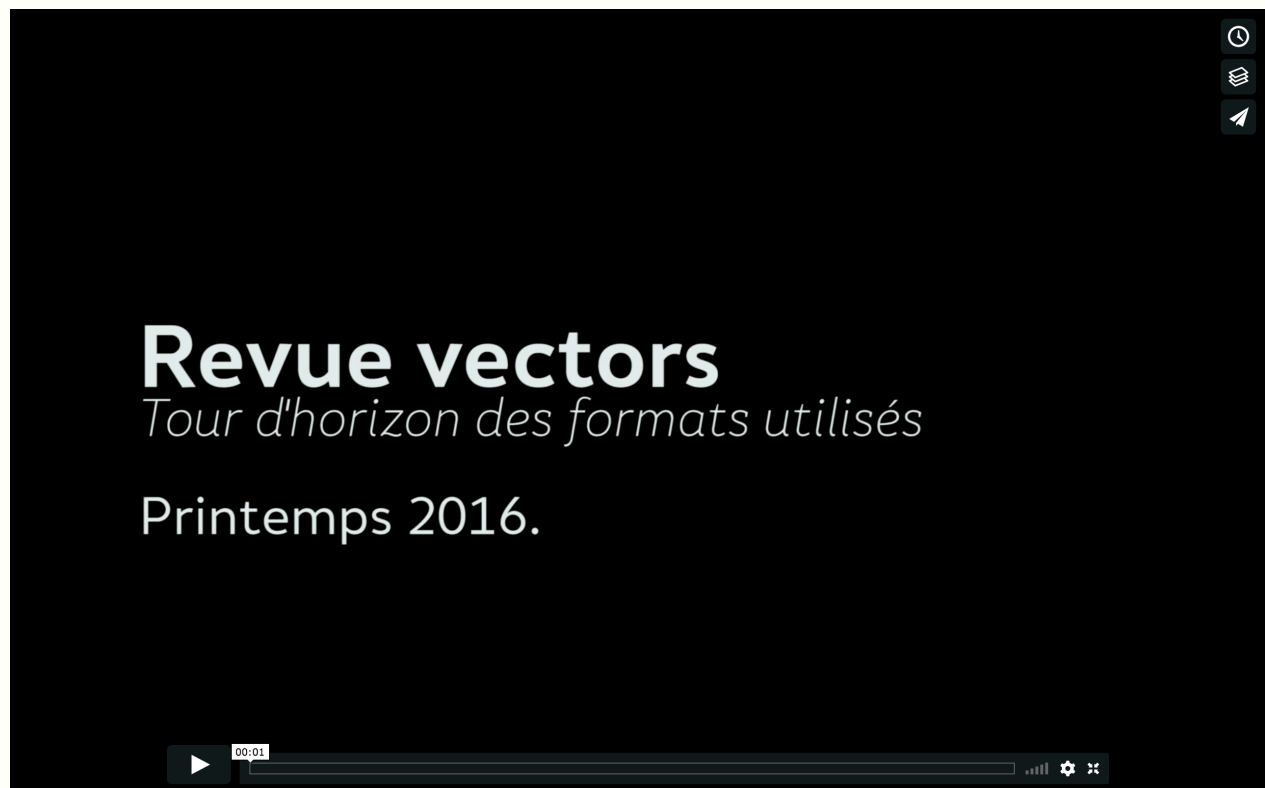 Revue vectors
Tour d'horizon des formats utilisés
Printemps 2016.
00:01